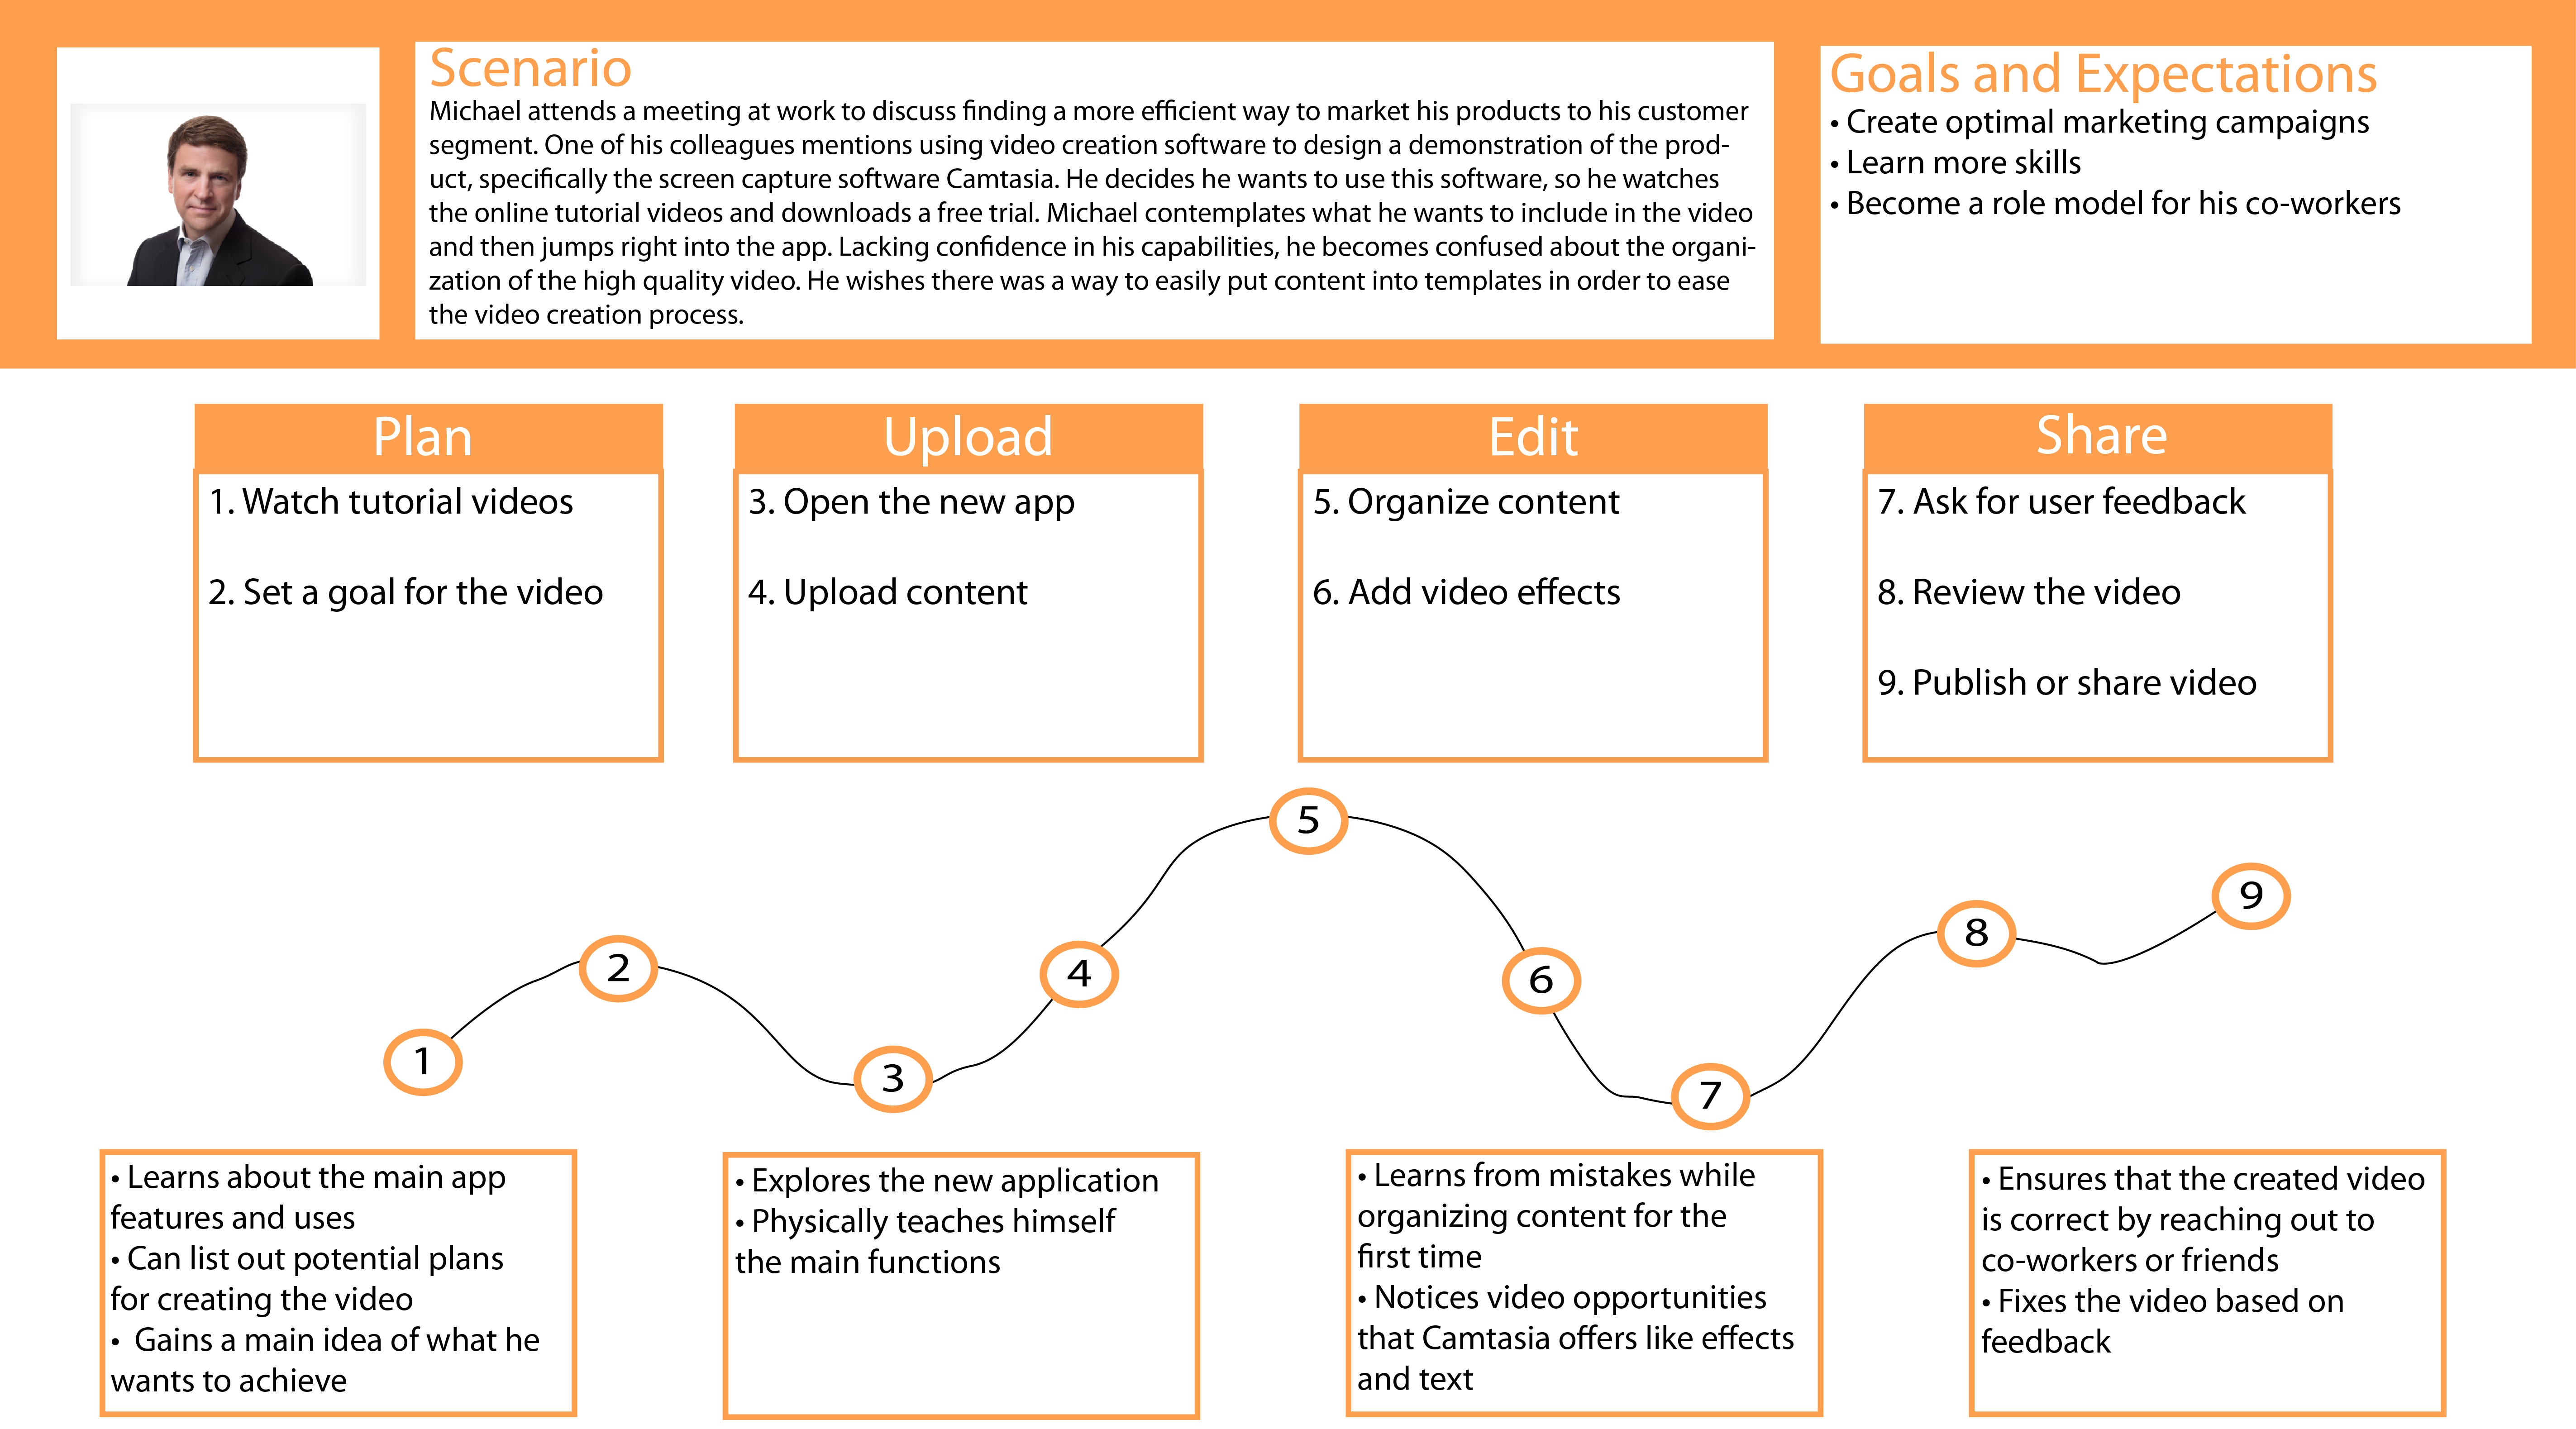 Scenario
Michael attends a meeting at work to discuss finding a more efficient way to market his products to his customer
segment. One of his colleagues mentions using video creation software to design a demonstration of the prod-
uct, specifically the screen capture software Camtasia. He decides he wants to use this software, so he watches
the online tutorial videos and downloads a free trial. Michael contemplates what he wants to include in the video
and then jumps right into the app. Lacking confidence in his capabilities, he becomes confused about the organi-
zation of the high quality video. He wishes there was a way to easily put content into templates in order to ease
the video creation process.
Goals and Expectations
• Create optimal marketing campaigns
• Learn more skills
• Become a role model for his co-workers
Plan
1. Watch tutorial videos
2. Set a goal for the video
Upload
3. Open the new app
4. Upload content
Edit
5. Organize content
6. Add video effects
Share
7. Ask for user feedback
8. Review the video
9. Publish or share video
1
2
3
4
5
6
7
8
9
• Learns about the main app
features and uses
• Can list out potential plans
for creating the video
• Gains a main idea of what he
wants to achieve
• Explores the new application
• Physically teaches himself
the main functions
• Learns from mistakes while
organizing content for the
first time
• Notices video opportunities
that Camtasia offers like effects
and text
• Ensures that the created video
is correct by reaching out to
co-workers or friends
• Fixes the video based on
feedback